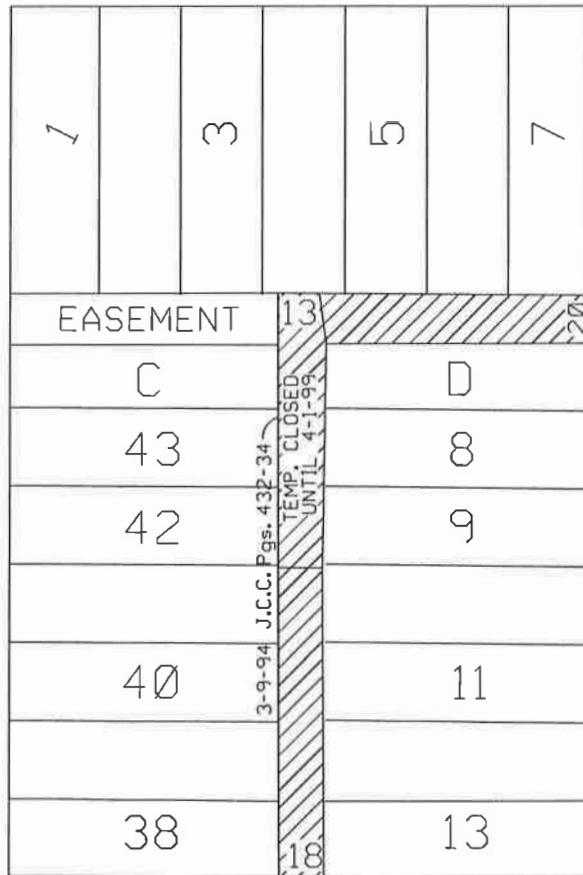 1
3
5
7
EASEMENT
13
20
C
D
43
8
42
9
3-9-94 J.C.C. Pgs. 432-34
TEMP. CLOSED
UNTIL 4-1-99
40
11
38
13
18